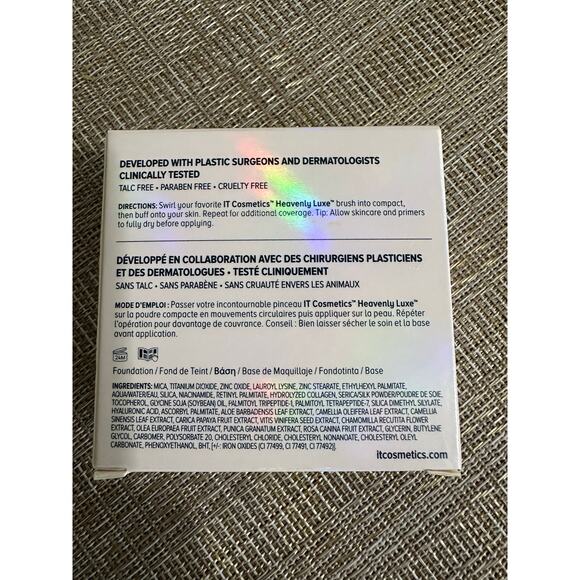 DEVELOPED WITH PLASTIC SURGEONS AND DERMATOLOGISTS
CLINICALLY TESTED
TALC FREE • PARABEN FREE • CRUELTY FREE
DIRECTIONS: Swirl your favorite IT Cosmetics™ Heavenly Luxe™ brush into compact,
then buff onto your skin. Repeat for additional coverage. Tip: Allow skincare and primers
to fully dry before applying.
DÉVELOPPÉ EN COLLABORATION AVEC DES CHIRURGIENS PLASTICIENS
ET DES DERMATOLOGUES • TESTÉ CLINIQUEMENT
SANS TALC • SANS PARABÈNE • SANS CRUAUTÉ ENVERS LES ANIMAUX
MODE D'EMPLOI : Passer votre incontournable pinceau IT Cosmetics™ Heavenly Luxe™
sur la poudre compacte en mouvements circulaires puis appliquer sur la peau. Répéter
l'opération pour davantage de couvrance. Conseil : Bien laisser sécher le soin et la base
avant application.
24M
Foundation / Fond de Teint / Βάση / Base de Maquillaje / Fondotinta / Base
INGREDIENTS: MICA, TITANIUM DIOXIDE, ZINC OXIDE, LAUROYL LYSINE, ZINC STEARATE, ETHYLHEXYL PALMITATE,
AQUA/WATER/EAU, SILICA, NIACINAMIDE, RETINYL PALMITATE, HYDROLYZED COLLAGEN, SERICA/SILK POWDER/POUDRE DE SOIE,
TOCOPHEROL, GLYCINE SOJA (SOYBEAN) OIL, PALMITOYL TRIPEPTIDE-1, PALMITOYL TETRAPEPTIDE-7, SILICA DIMETHYL SILYLATE,
HYALURONIC ACID, ASCORBYL PALMITATE, ALOE BARBADENSIS LEAF EXTRACT, CAMELLIA OLEIFERA LEAF EXTRACT, CAMELLIA
SINENSIS LEAF EXTRACT, CARICA PAPAYA FRUIT EXTRACT, VITIS VINIFERA SEED EXTRACT, CHAMOMILLA RECUTITA FLOWER
EXTRACT, OLEA EUROPAEA FRUIT EXTRACT, PUNICA GRANATUM EXTRACT, ROSA CANINA FRUIT EXTRACT, GLYCERIN, BUTYLENE
GLYCOL, CARBOMER, POLYSORBATE 20, CHOLESTERYL CHLORIDE, CHOLESTERYL NONANOATE, CHOLESTERYL OLEYL
CARBONATE, PHENOXYETHANOL, BHT, [+/- IRON OXIDES (CI 77499, CI 77491, CI 77492)].
itcosmetics.com